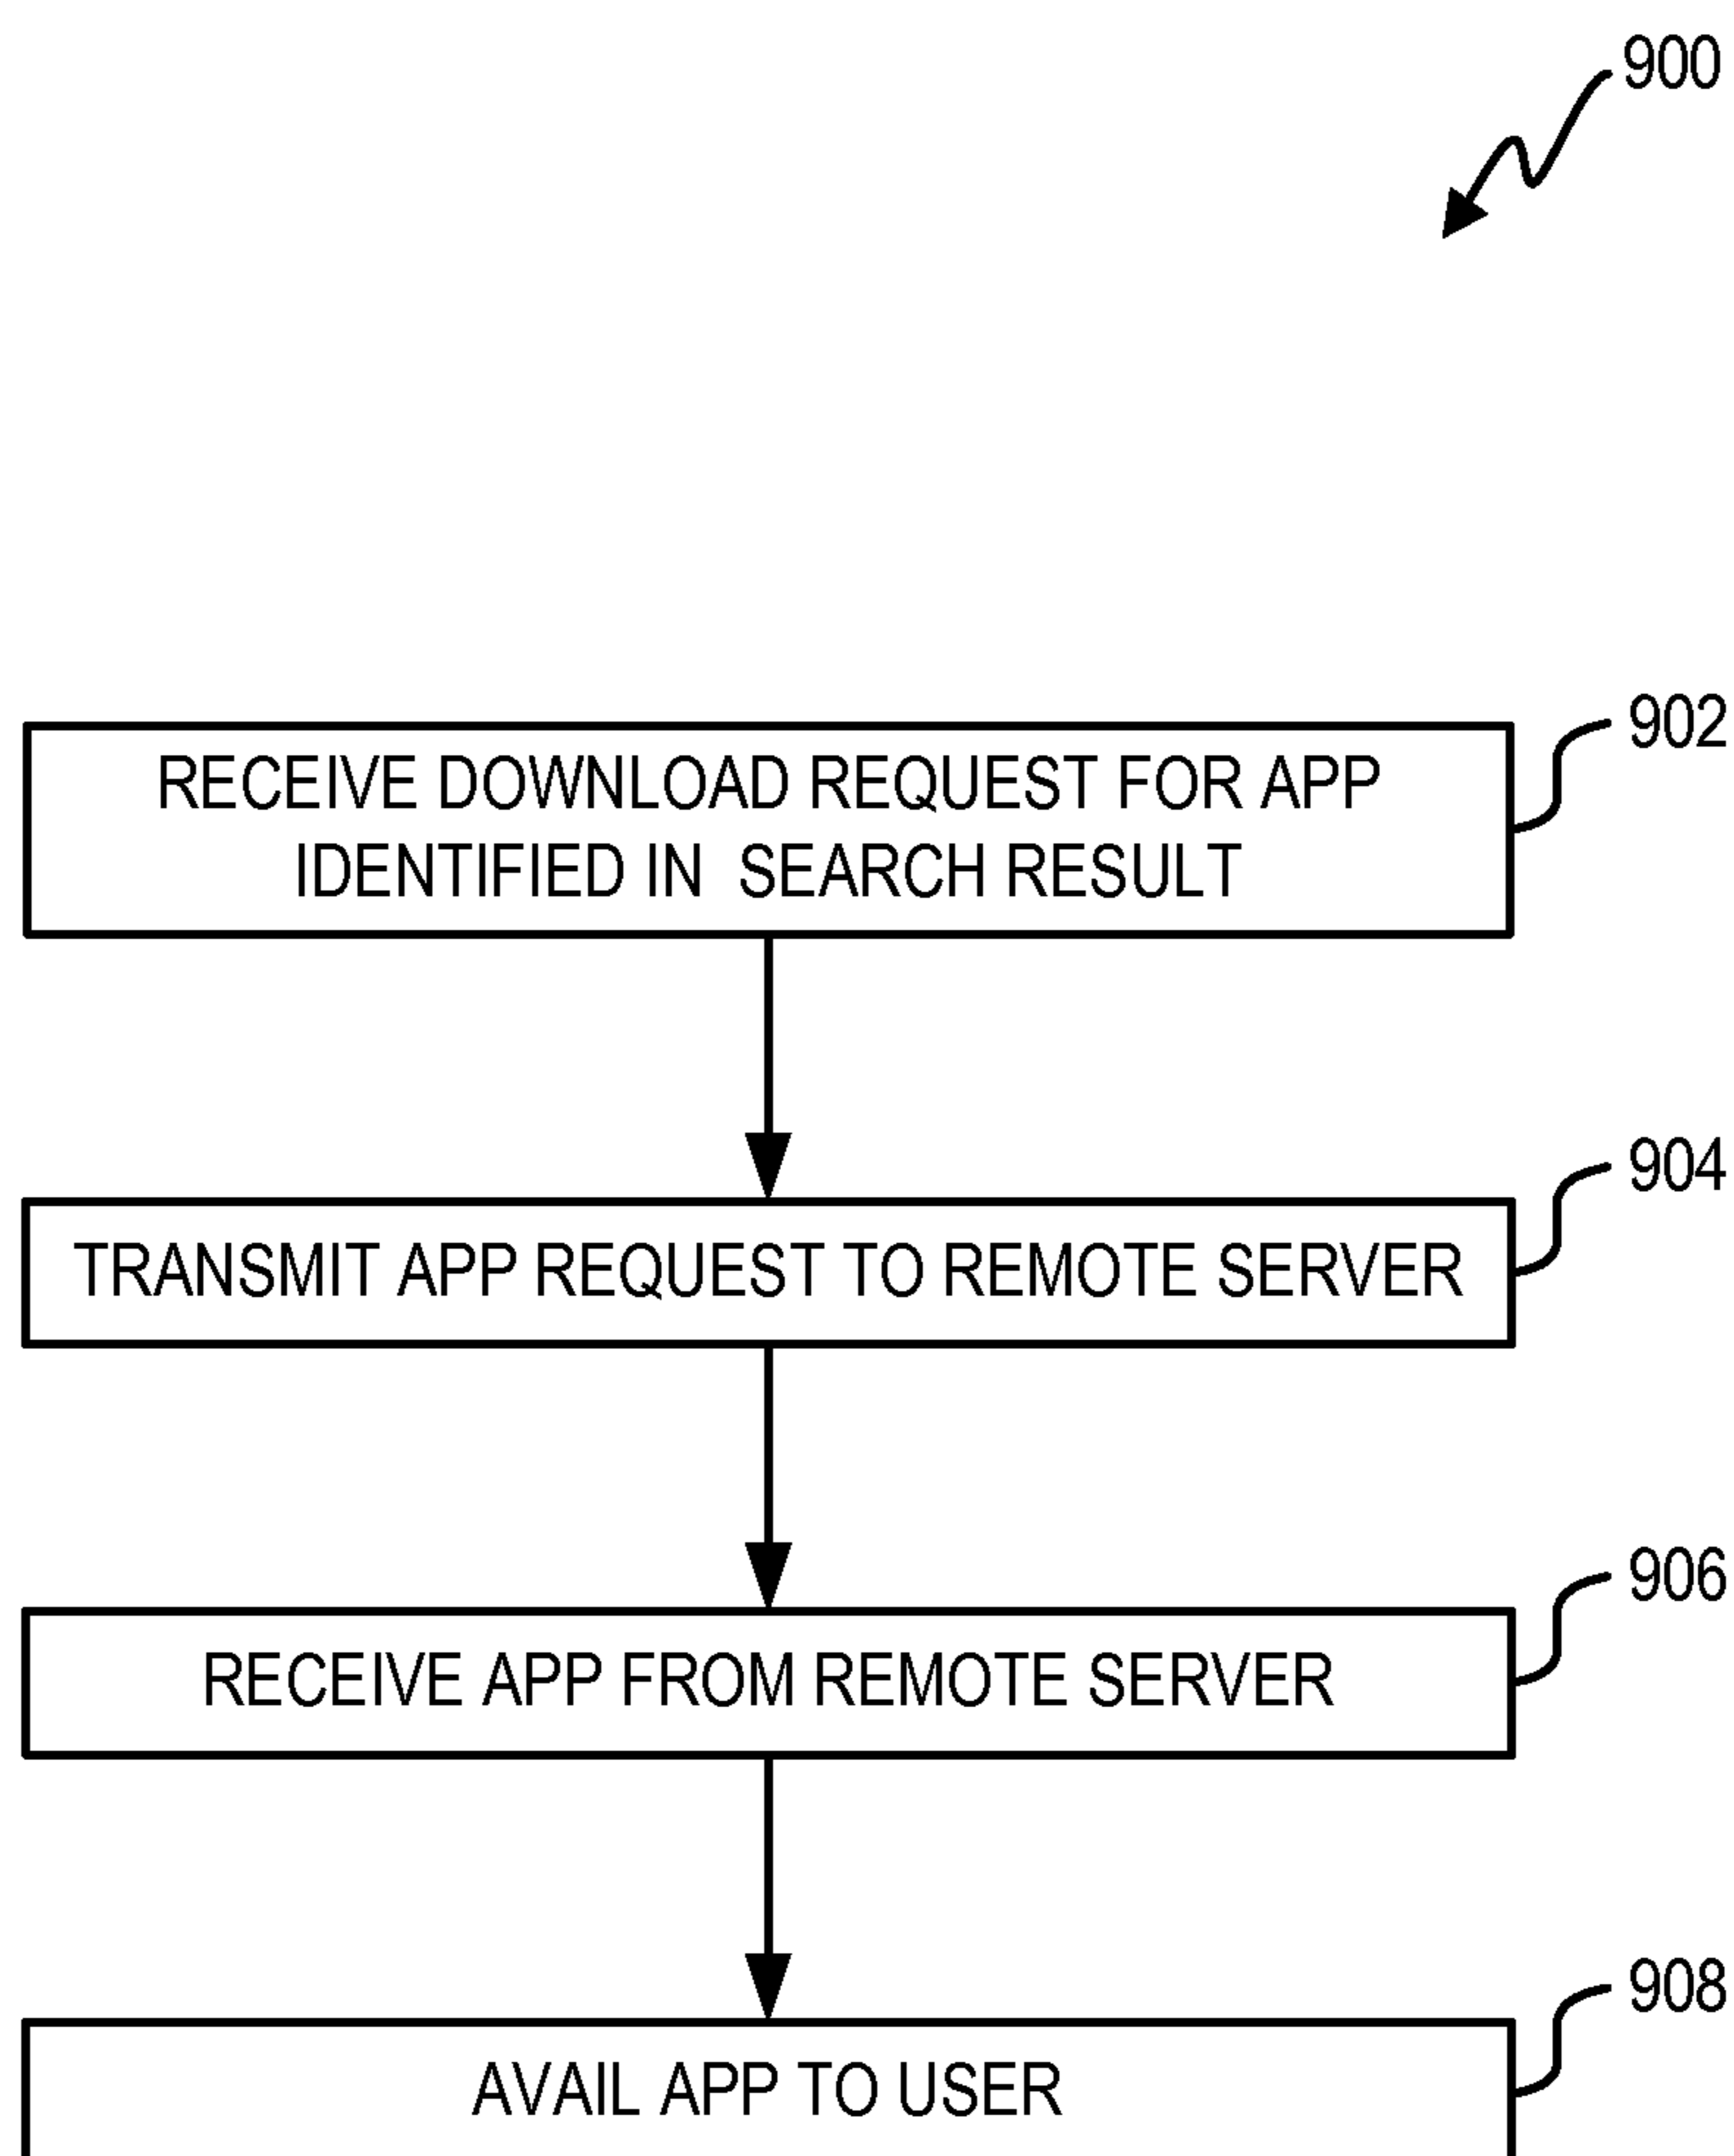 900
902
RECEIVE DOWNLOAD REQUEST FOR APP
IDENTIFIED IN SEARCH RESULT
904
TRANSMIT APP REQUEST TO REMOTE SERVER
906
RECEIVE APP FROM REMOTE SERVER
908
AVAIL APP TO USER